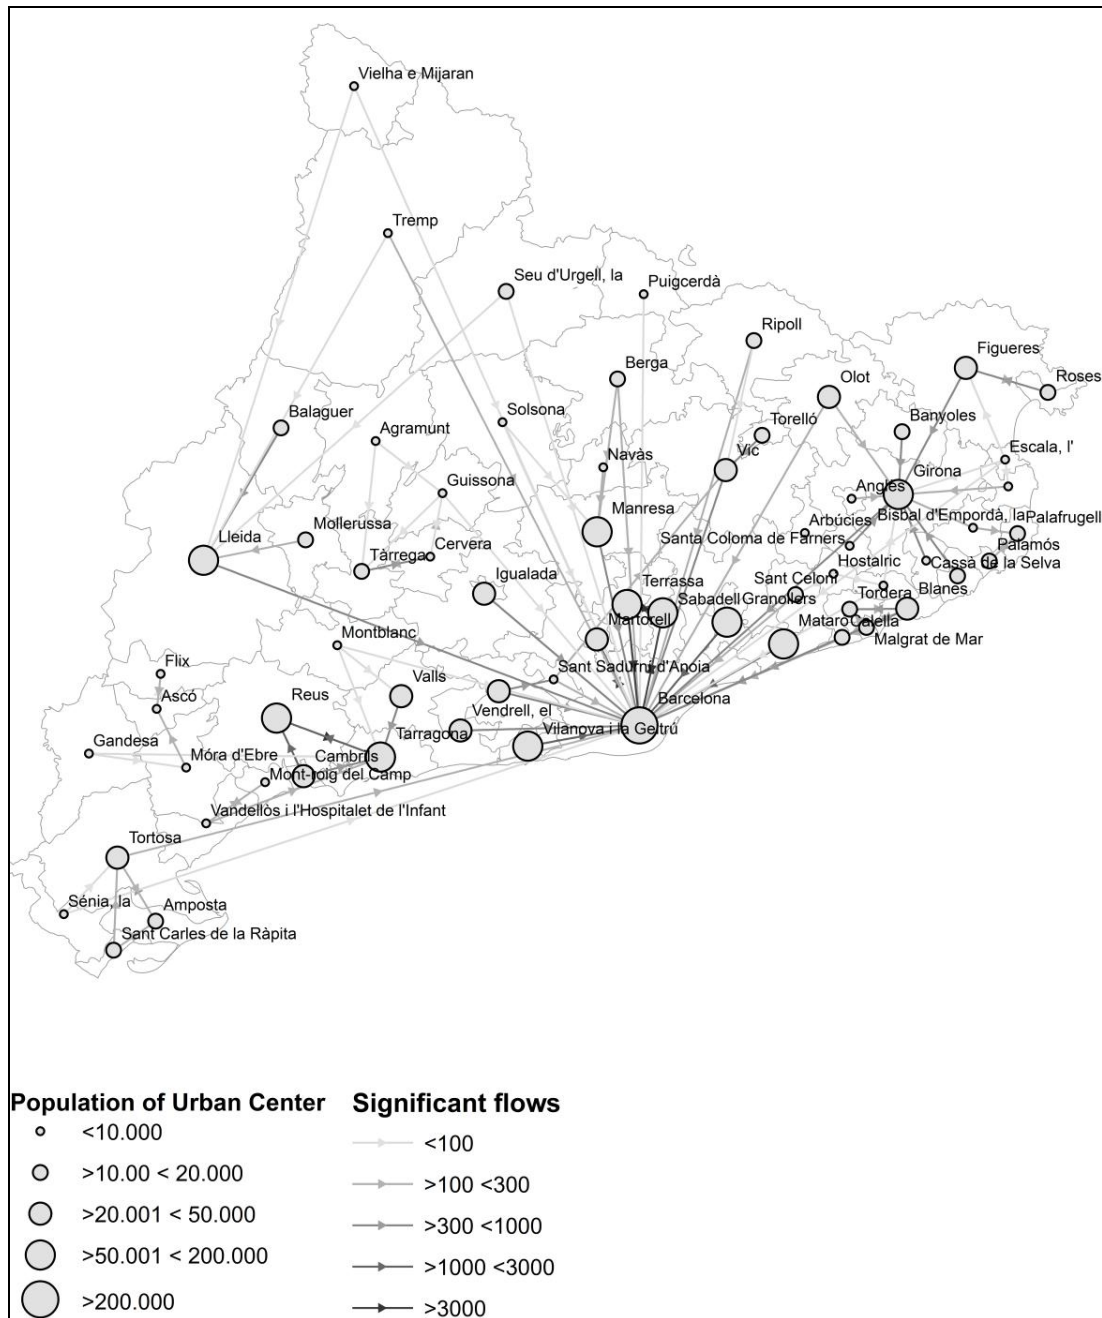 Vielha e Mijaran
Tremp
Seu d'Urgell, la
Puigcerdà
Ripoll
Berga
Olot
Figueres
Roses
Balaguer
Agramunt
Solsona
Torelló
Banyoles
Navàs
Vic
Escala, l'
Guissona
Girona
Anglès
Manresa
Bisbal d'Empordà, la
Palafrugell
Lleida
Mollerussa
Arbúcies
Santa Coloma de Farners
Cervera
Tàrrega
Palamós
Hostalric
Cassà de la Selva
Igualada
Terrassa
Sant Celoni
Blanes
Sabadell
Granollers
Tordera
Martorell
Mataro
Calella
Montblanc
Malgrat de Mar
Flix
Sant Sadurní d'Anoia
Valls
Ascó
Reus
Barcelona
Vendrell, el
Tarragona
Vilanova i la Geltrú
Gandesa
Móra d'Ebre
Cambrils
Mont-roig del Camp
Vandellòs i l'Hospitalet de l'Infant
Tortosa
Sénia, la
Amposta
Sant Carles de la Ràpita
Population of Urban Center
<10.000
>10.00 < 20.000
>20.001 < 50.000
>50.001 < 200.000
>200.000
Significant flows
<100
>100 <300
>300 <1000
>1000 <3000
>3000